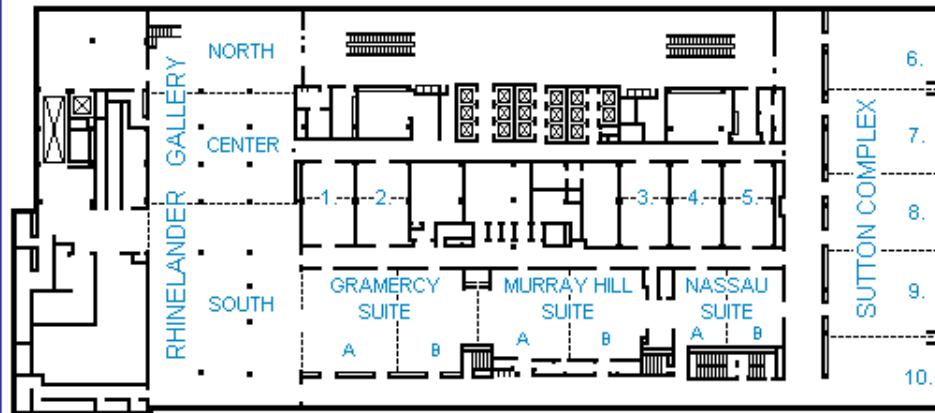 NORTH
RHINELANDER GALLERY
CENTER
SOUTH
1.
2.
3.
4.
5.
GRAMERCY
SUITE
A
B
MURRAY HILL
SUITE
A
B
NASSAU
SUITE
A
B
SUTTON COMPLEX
6.
7.
8.
9.
10.